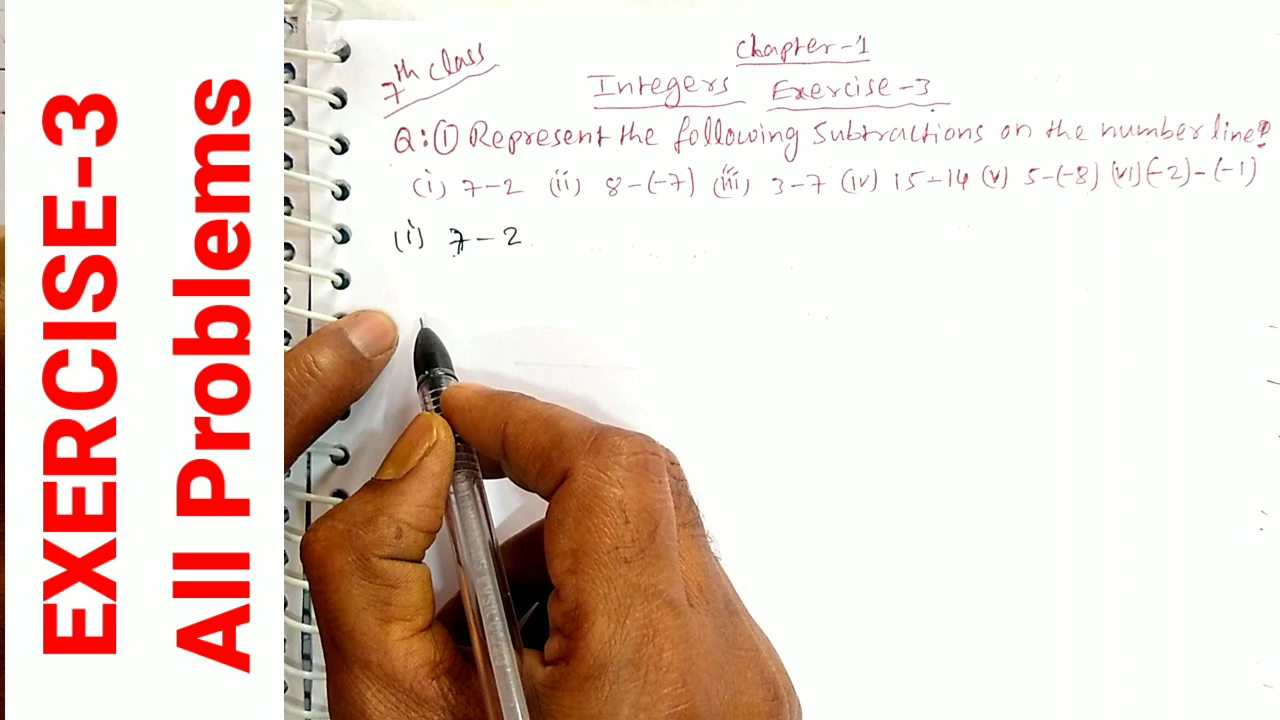 EXERCISE-3
All Problems
7th class
Chapter-1
Integers Exercise-3
Q:① Represent the following Subtractions on the number line?
(i) 7-2 (ii) 8-(-7) (iii) 3-7 (iv) 15-14 (v) 5-(-8) (vi) (-2)-(-1)
(i) 7-2